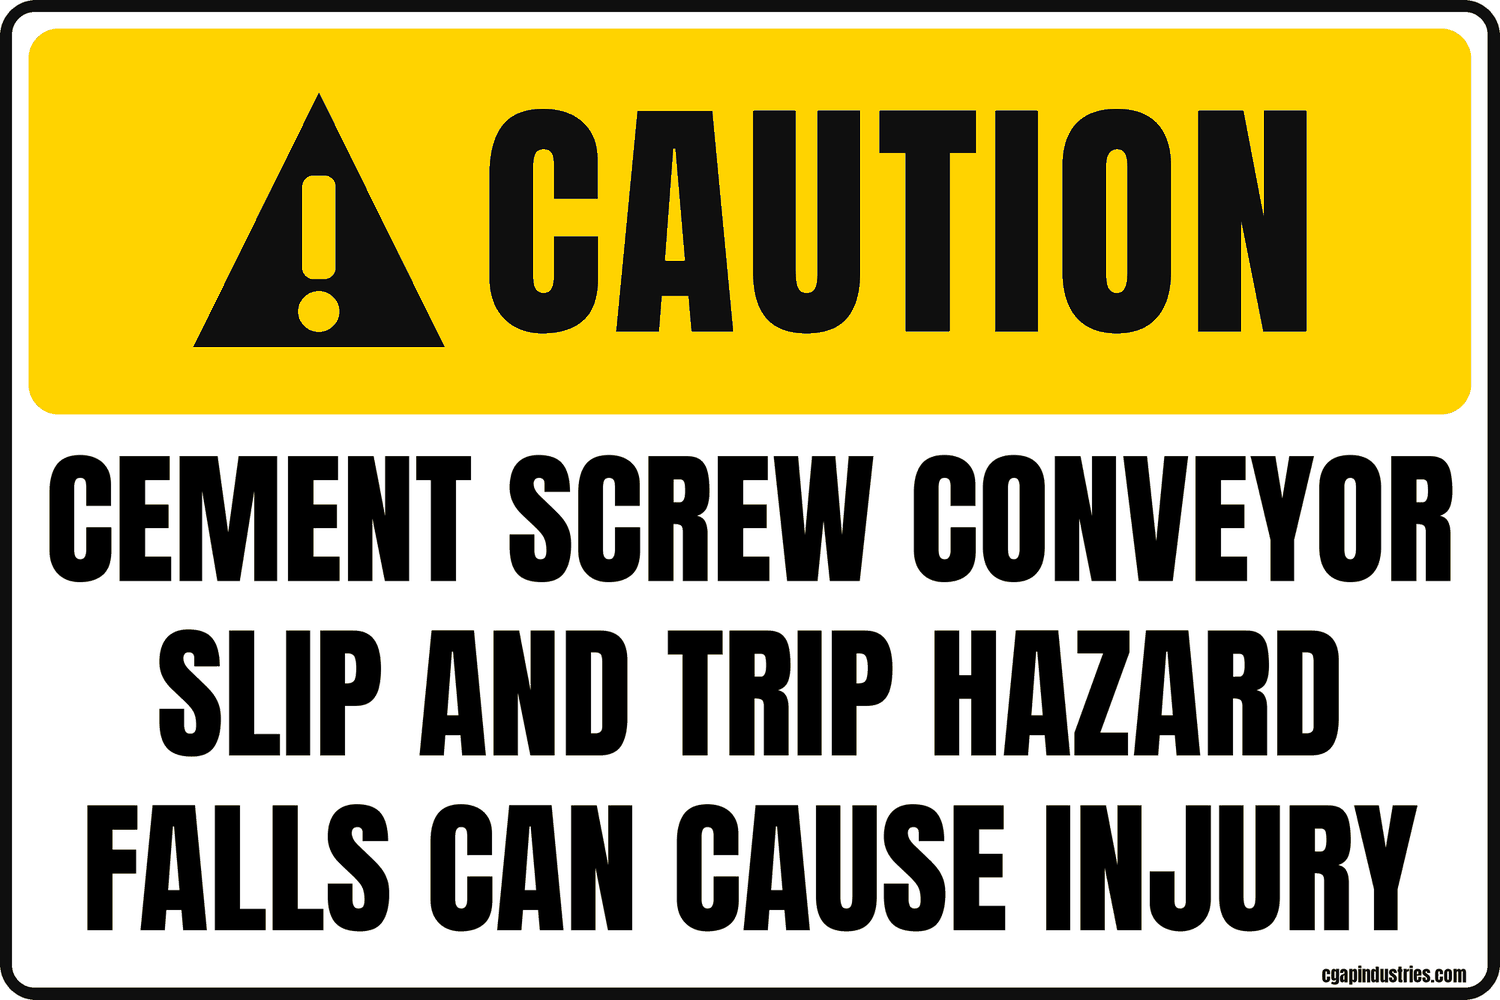 CAUTION
CEMENT SCREW CONVEYOR
SLIP AND TRIP HAZARD
FALLS CAN CAUSE INJURY
cgapindustries.com